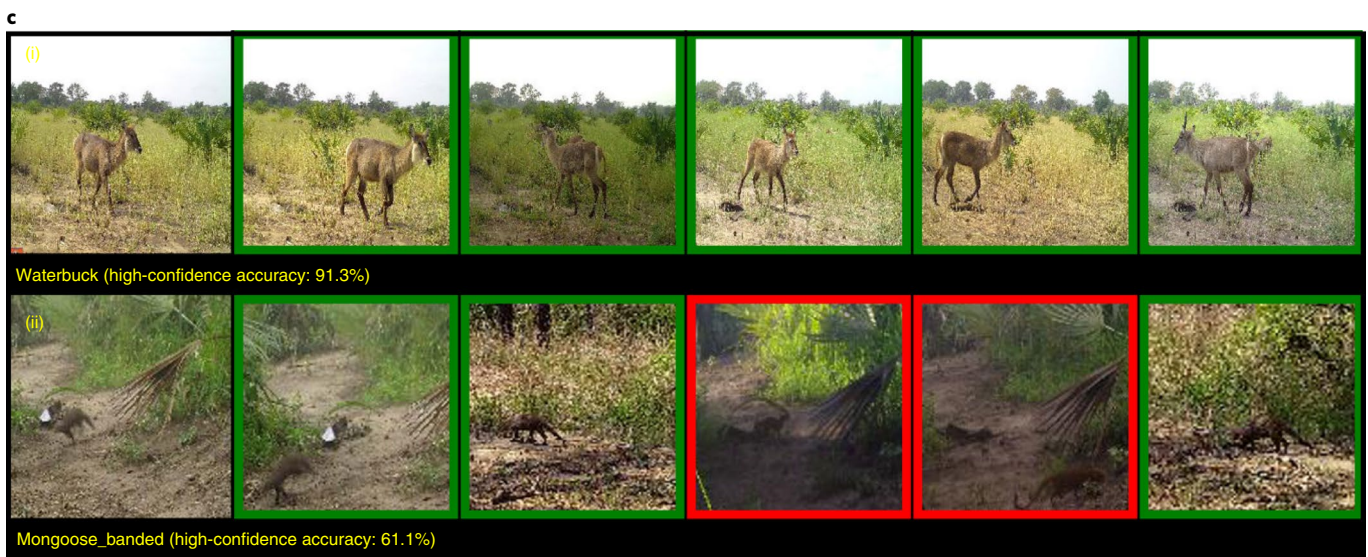 c
(i)
Waterbuck (high-confidence accuracy: 91.3%)
(ii)
Mongoose_banded (high-confidence accuracy: 61.1%)